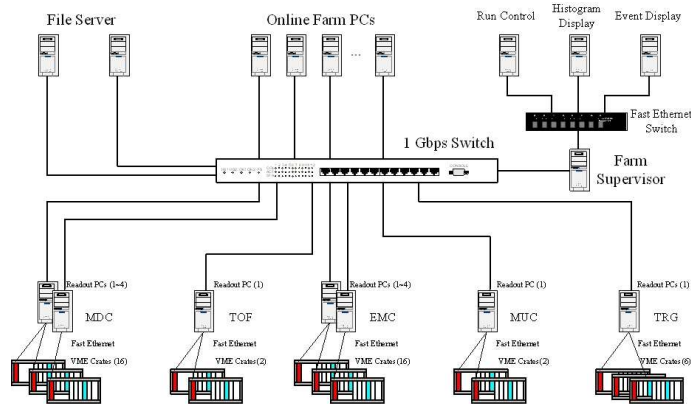 File Server
Online Farm PCs
Run Control
Histogram
Display
Event Display
...
Fast Ethernet
Switch
1 Gbps Switch
Farm
Supervisor
Readout PCs (1~4)
Readout PC (1)
Readout PCs (1~4)
Readout PC (1)
Readout PCs (1)
MDC
TOF
EMC
MUC
TRG
Fast Ethernet
Fast Ethernet
Fast Ethernet
Fast Ethernet
Fast Ethernet
VME Crates (16)
VME Crates (2)
VME Crates (16)
VME Crates (2)
VME Crates (6)